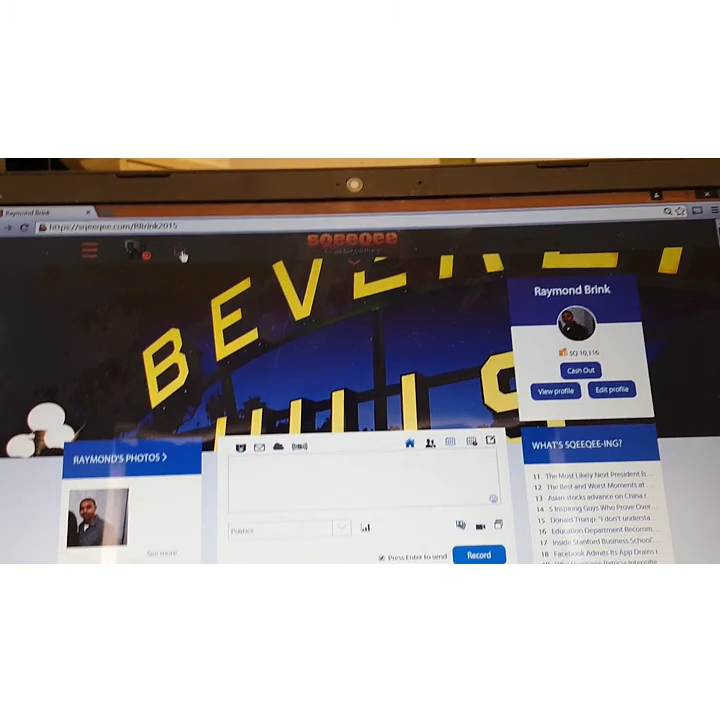 Raymond Brink
https://sqeeqee.com/RBrink2015
SQEEQEE
BEVERLY
HILLS
Raymond Brink
SQ 10,116
Cash Out
View profile
Edit profile
RAYMOND'S PHOTOS >
See more
Politics
Press Enter to send
Record
WHAT'S SQEEQEE-ING?
11 The Most Likely Next President Is...
12 The Best and Worst Moments at ...
13 Asian stocks advance on China r...
14 5 Inspiring Guys Who Prove Over...
15 Donald Trump: "I don't understa...
16 Education Department Recomm...
17 Inside Stanford Business School'...
18 Facebook Admits Its App Drains i...